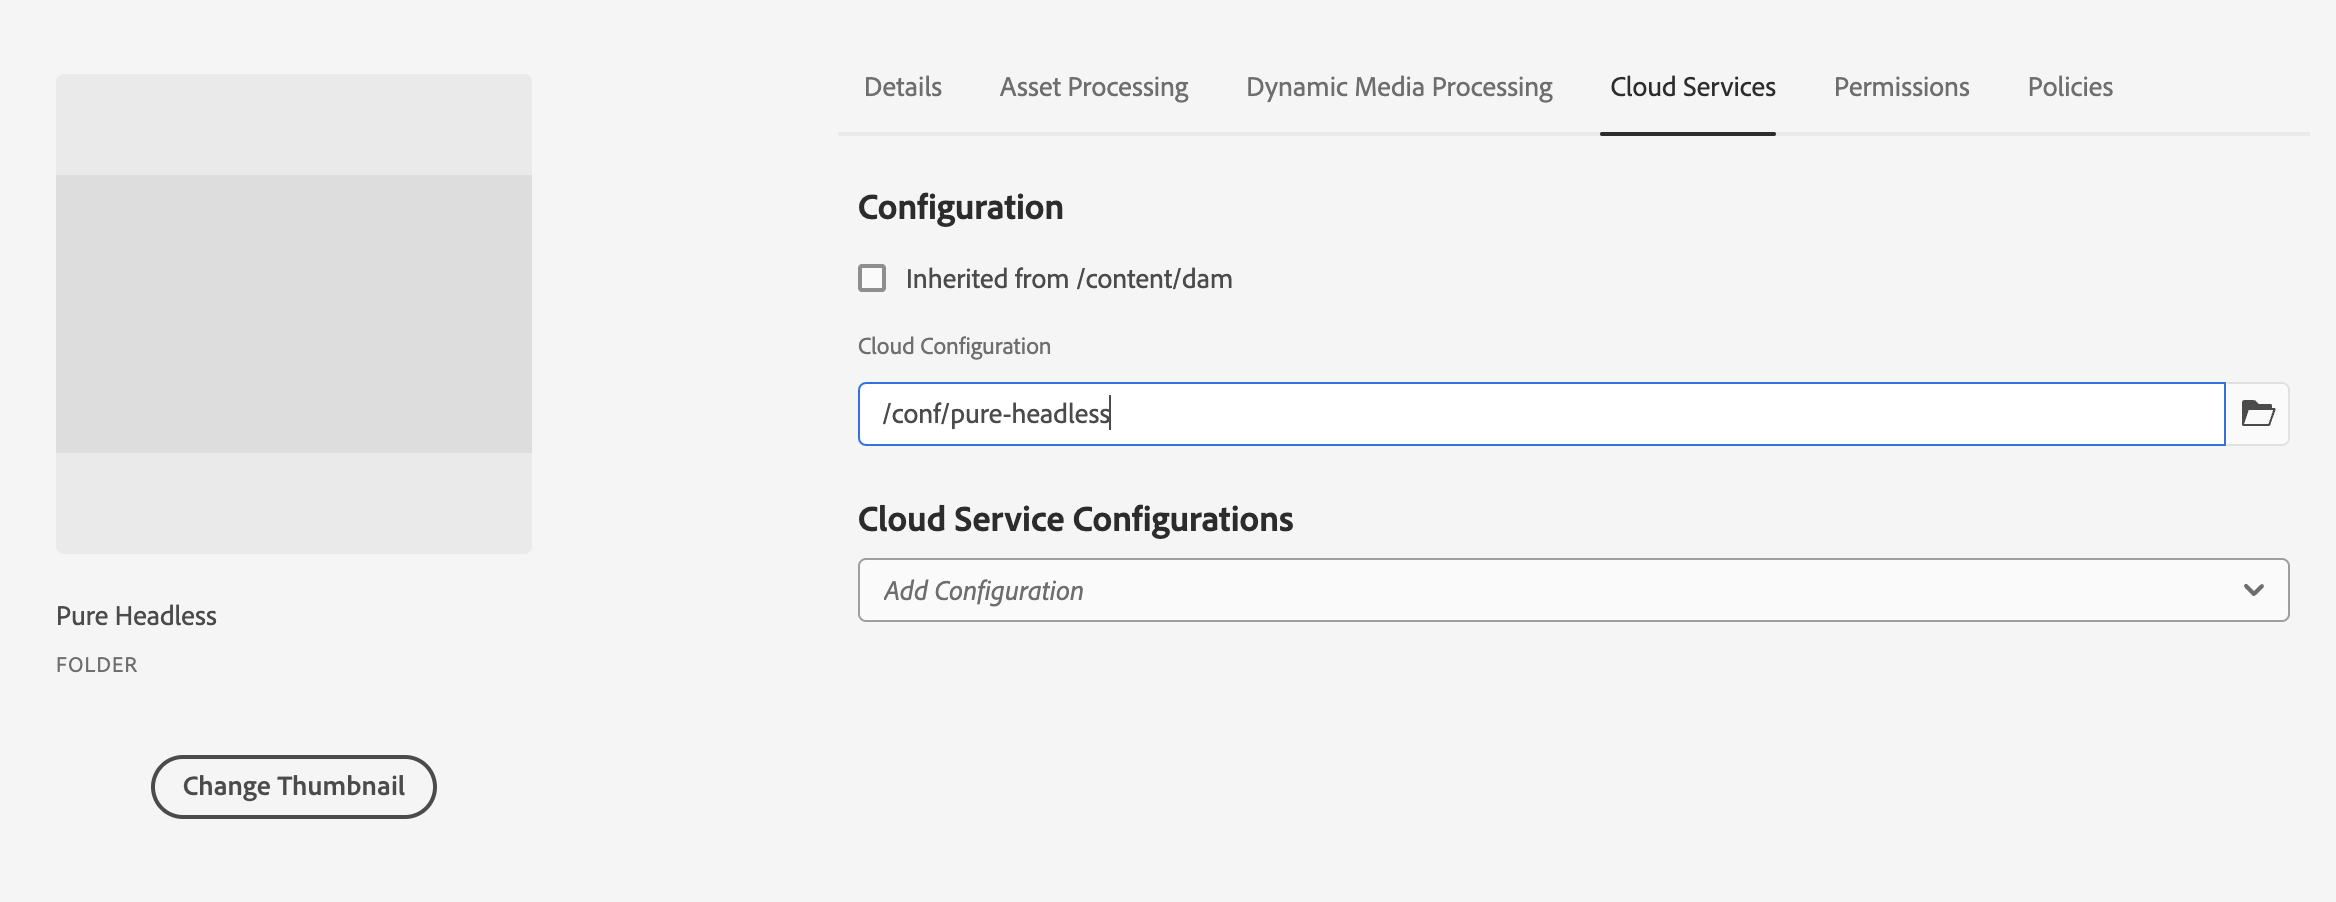 Details Asset Processing Dynamic Media Processing Cloud Services Permissions Policies
Configuration
Inherited from /content/dam
Cloud Configuration
/conf/pure-headless
Cloud Service Configurations
Add Configuration
Pure Headless
FOLDER
Change Thumbnail